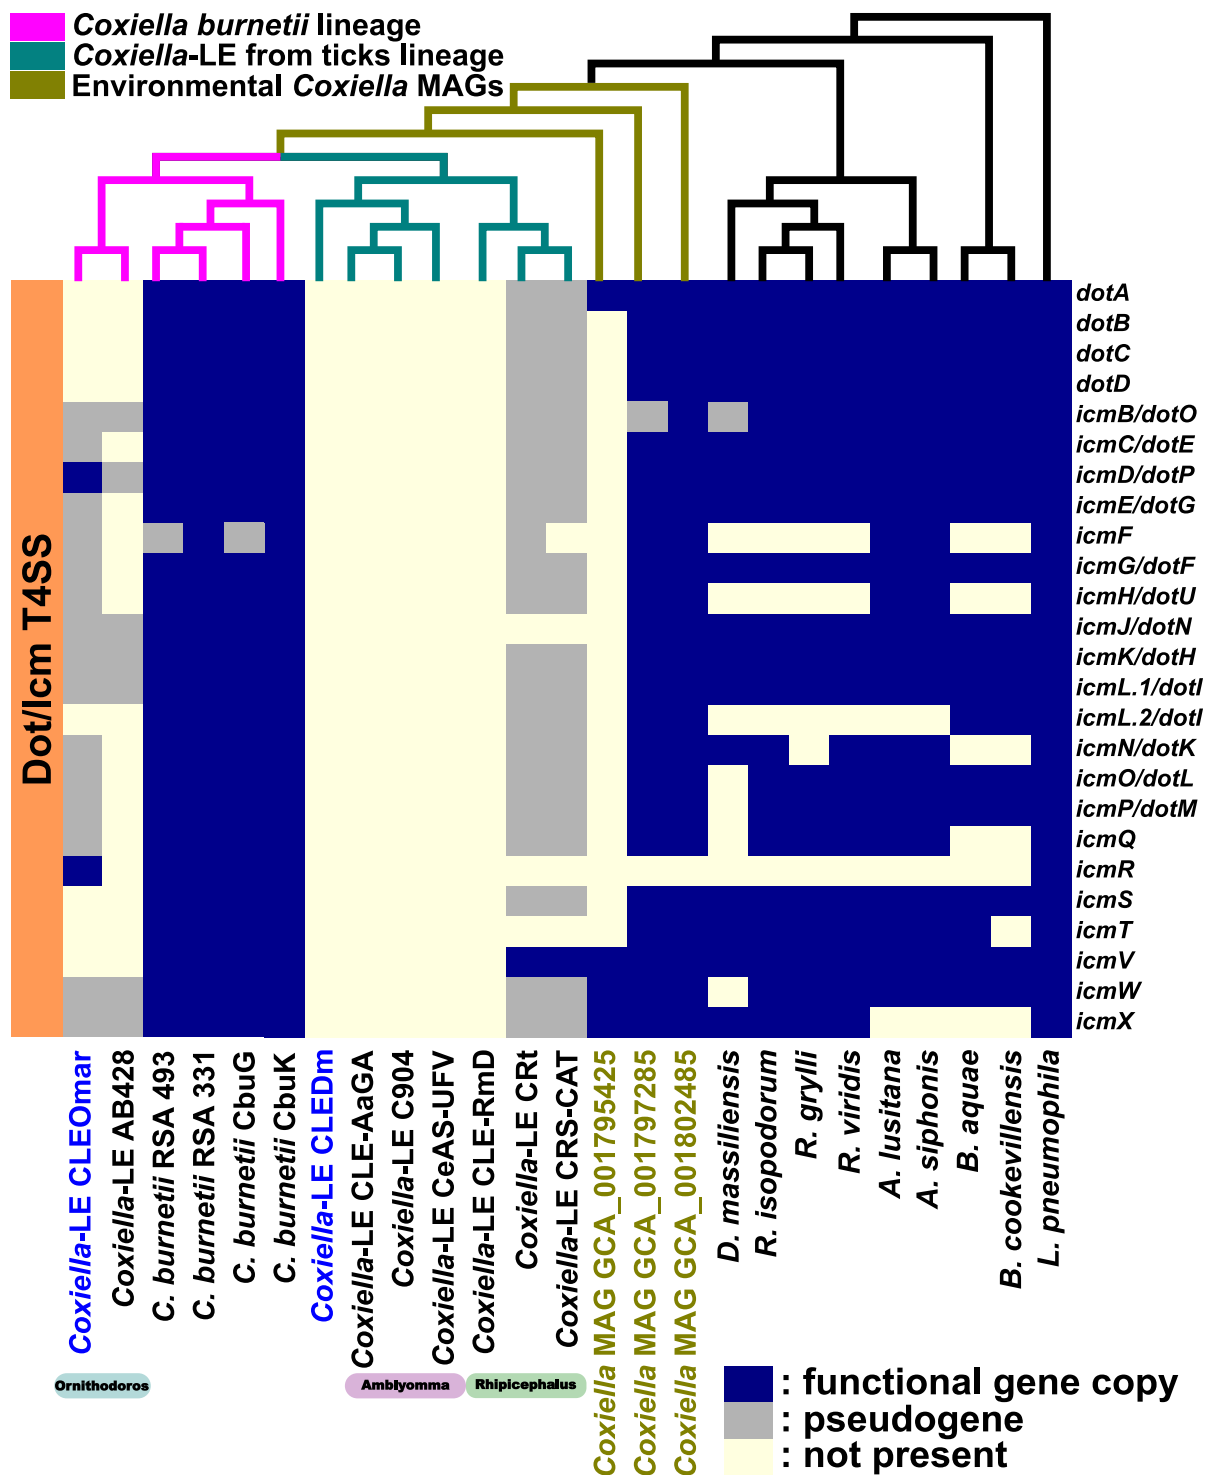 Coxiella burnetii lineage
Coxiella-LE from ticks lineage
Environmental Coxiella MAGs
Dot/Icm T4SS
dotA
dotB
dotC
dotD
icmB/dotO
icmC/dotE
icmD/dotP
icmE/dotG
icmF
icmG/dotF
icmH/dotU
icmJ/dotN
icmK/dotH
icmL.1/dotI
icmL.2/dotI
icmN/dotK
icmO/dotL
icmP/dotM
icmQ
icmR
icmS
icmT
icmV
icmW
icmX
Coxiella-LE CLEOmar
Coxiella-LE AB428
C. burnetii RSA 493
C. burnetii RSA 331
C. burnetii CbuG
C. burnetii CbuK
Coxiella-LE CLEDm
Coxiella-LE CLE-AaGA
Coxiella-LE C904
Coxiella-LE CeAS-UFV
Coxiella-LE CLE-RmD
Coxiella-LE CRt
Coxiella-LE CRS-CAT
Coxiella MAG GCA_001795425
Coxiella MAG GCA_001797285
Coxiella MAG GCA_001802485
D. massiliensis
R. isopodorum
R. grylli
R. viridis
A. lusitana
A. siphonis
B. aquae
B. cookevillensis
L. pneumophila
Ornithodoros
Amblyomma
Rhipicephalus
: functional gene copy
: pseudogene
: not present